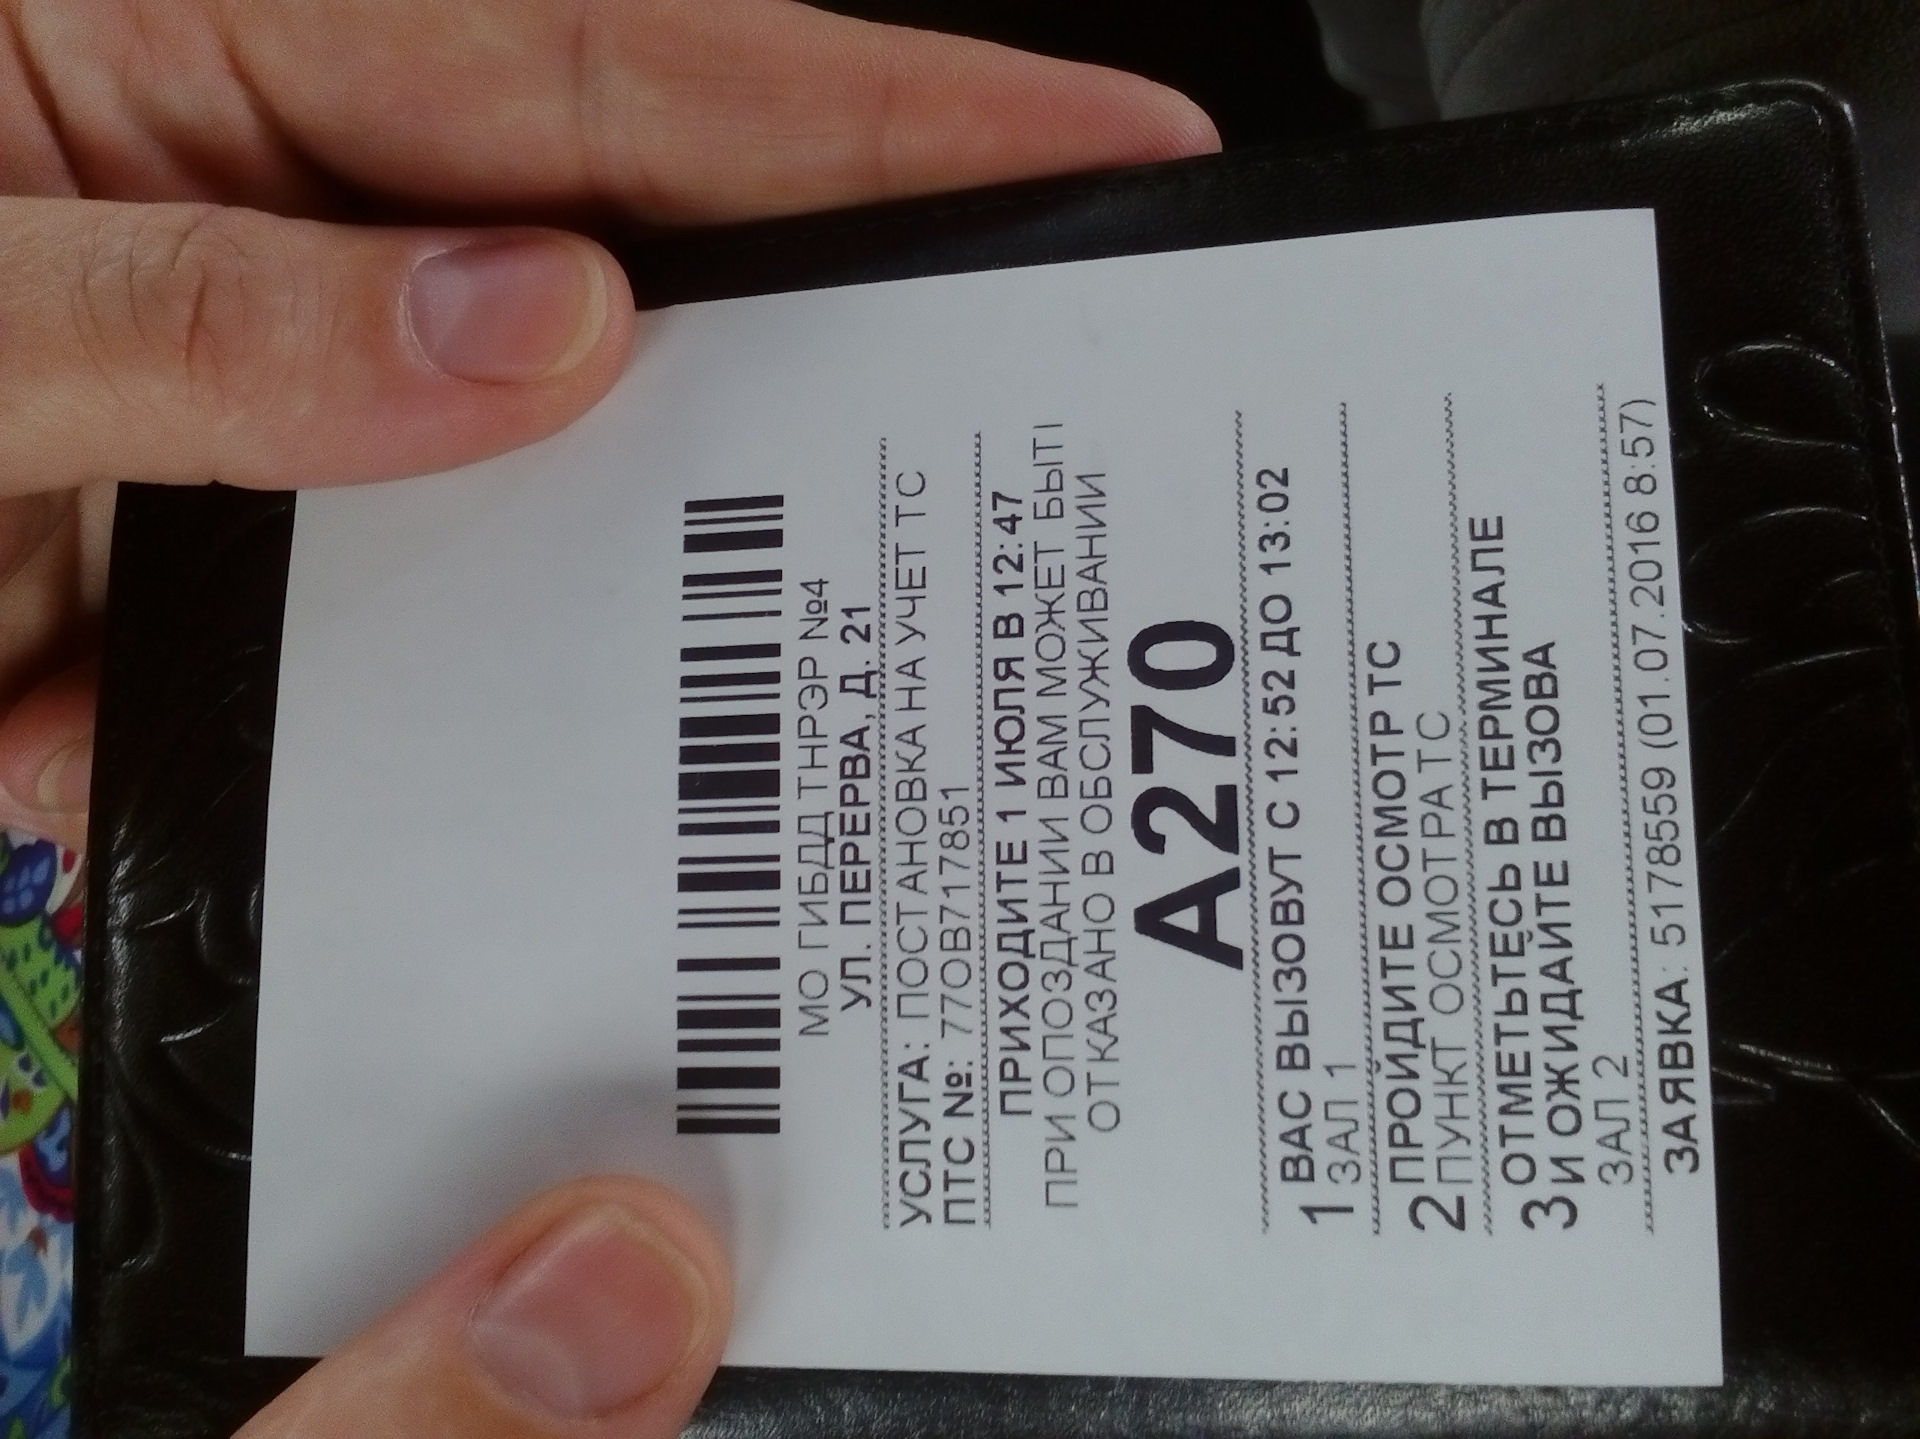 МО ГИБДД ТНРЭР №4
УЛ. ПЕРЕРВА, Д. 21
УСЛУГА: ПОСТАНОВКА НА УЧЕТ ТС
ПТС №: 77ОВ717851
ПРИХОДИТЕ 1 ИЮЛЯ В 12:47
ПРИ ОПОЗДАНИИ ВАМ МОЖЕТ БЫТЬ
ОТКАЗАНО В ОБСЛУЖИВАНИИ
А270
1 ВАС ВЫЗОВУТ С 12:52 ДО 13:02
ЗАЛ 1
2 ПРОЙДИТЕ ОСМОТР ТС
ПУНКТ ОСМОТРА ТС
3 ОТМЕТЬТЕСЬ В ТЕРМИНАЛЕ
И ОЖИДАЙТЕ ВЫЗОВА
ЗАЛ 2
ЗАЯВКА: 5178559 (01.07.2016 8:57)